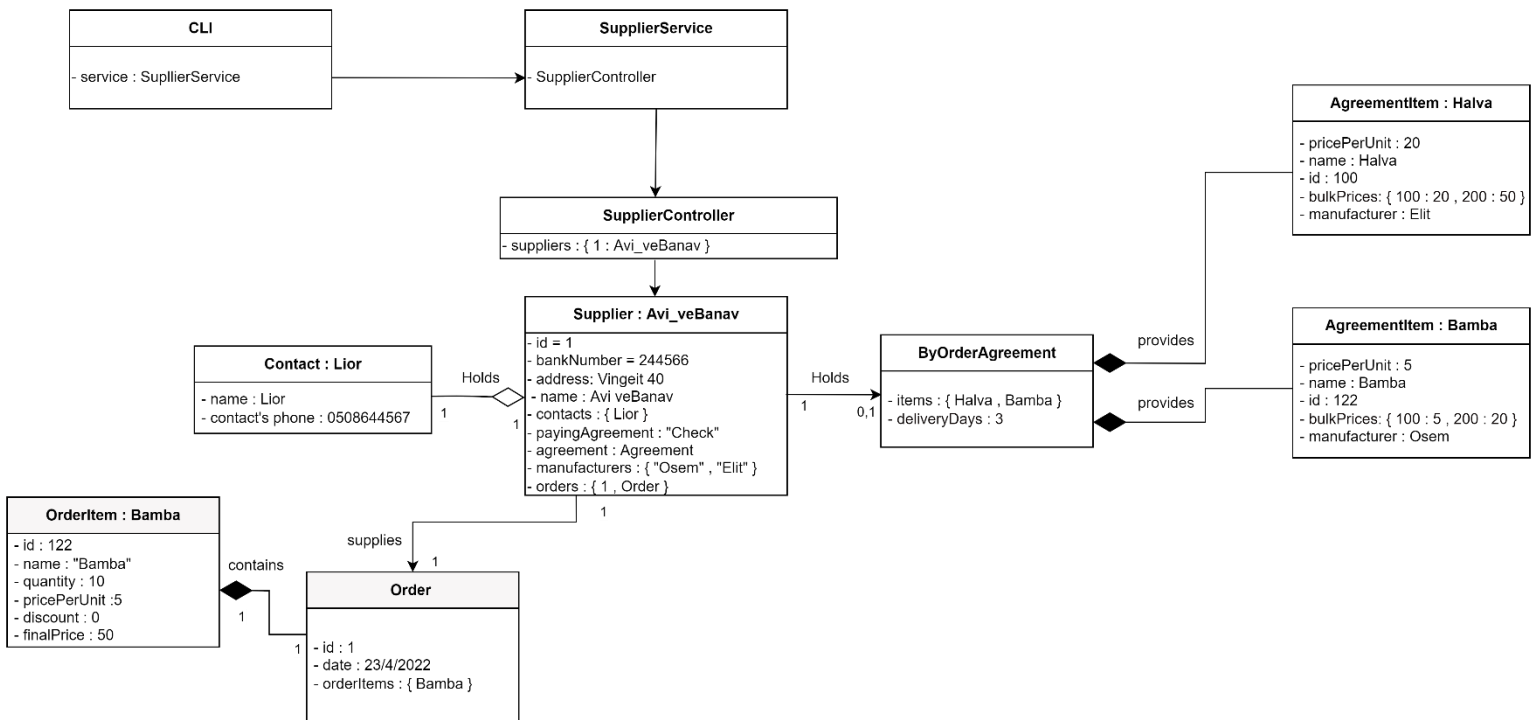 CLI
- service : SupllierService
SupplierService
- SupplierController
AgreementItem : Halva
- pricePerUnit : 20
- name : Halva
- id : 100
- bulkPrices: { 100 : 20 , 200 : 50 }
- manufacturer : Elit
SupplierController
- suppliers : { 1 : Avi_veBanav }
Supplier : Avi_veBanav
- id = 1
- bankNumber = 244566
- address: Vingeit 40
- name : Avi veBanav
- contacts : { Lior }
- payingAgreement : "Check"
- agreement : Agreement
- manufacturers : { "Osem" , "Elit" }
- orders : { 1 , Order }
Contact : Lior
- name : Lior
- contact's phone : 0508644567
Holds
1
1
Holds
1
0,1
ByOrderAgreement
- items : { Halva , Bamba }
- deliveryDays : 3
provides
provides
AgreementItem : Bamba
- pricePerUnit : 5
- name : Bamba
- id : 122
- bulkPrices: { 100 : 5 , 200 : 20 }
- manufacturer : Osem
1
supplies
1
OrderItem : Bamba
- id : 122
- name : "Bamba"
- quantity : 10
- pricePerUnit :5
- discount : 0
- finalPrice : 50
contains
1
1
Order
- id : 1
- date : 23/4/2022
- orderItems : { Bamba }